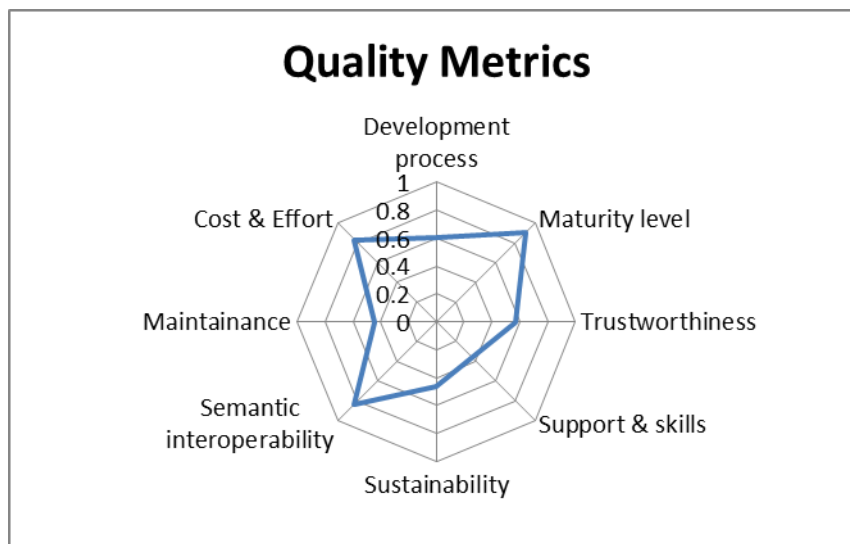 Quality Metrics
Development
process
1
0.8
0.6
0.4
0.2
0
Cost & Effort
Maturity level
Maintainance
Trustworthiness
Semantic
interoperability
Support & skills
Sustainability